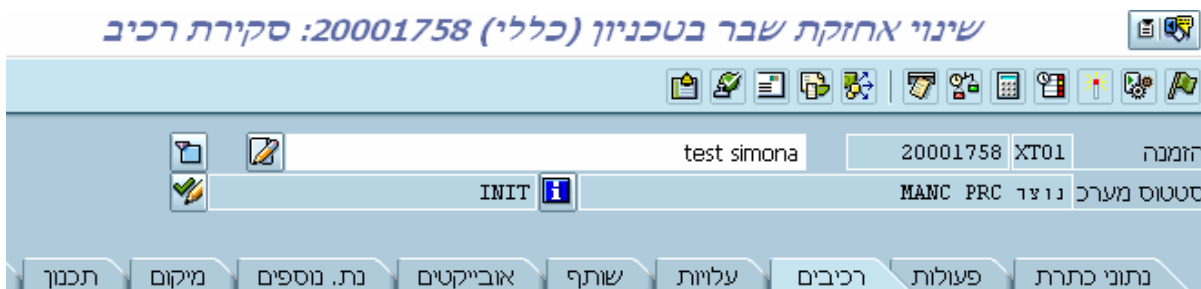 שינוי אחזקת שבר בטכניון (כללי) 20001758: סקירת רכיב
הזמנה XT01 20001758 test simona
סטטוס מערכ נוצר MANC PRC INIT
נתוני כתרת פעולות רכיבים עלויות שותף אובייקטים נת. נוספים מיקום תכנון